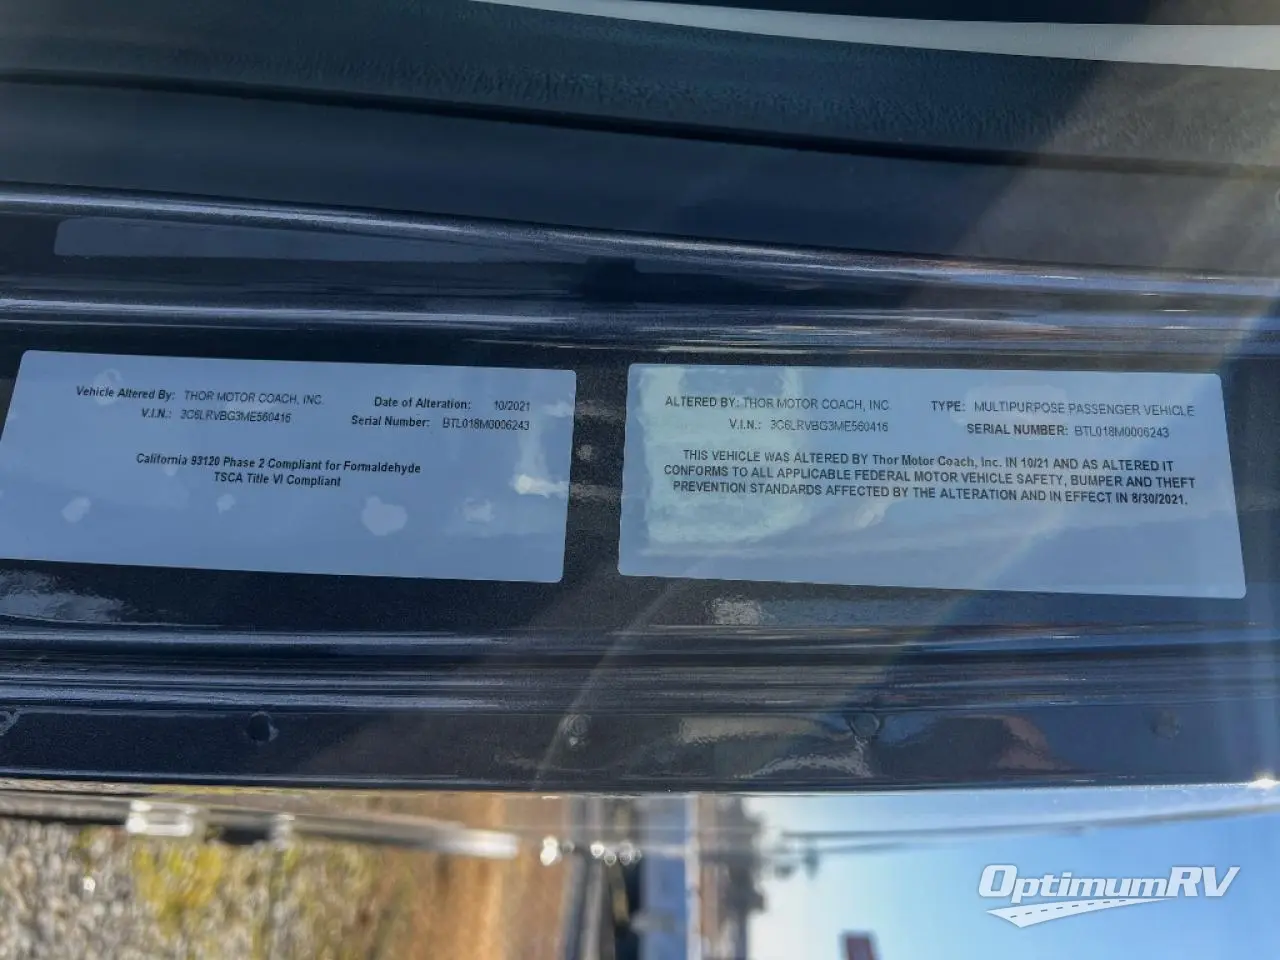 Vehicle Altered By: THOR MOTOR COACH, INC.
V.I.N.: 3C6LRVBG3ME560416
Date of Alteration: 10/2021
Serial Number: BTL018M0006243
California 93120 Phase 2 Compliant for Formaldehyde
TSCA Title VI Compliant
ALTERED BY: THOR MOTOR COACH, INC.
TYPE: MULTIPURPOSE PASSENGER VEHICLE
V.I.N.: 3C6LRVBG3ME560416
SERIAL NUMBER: BTL018M0006243
THIS VEHICLE WAS ALTERED BY Thor Motor Coach, Inc. IN 10/21 AND AS ALTERED IT
CONFORMS TO ALL APPLICABLE FEDERAL MOTOR VEHICLE SAFETY, BUMPER AND THEFT
PREVENTION STANDARDS AFFECTED BY THE ALTERATION AND IN EFFECT IN 8/30/2021.
OptimumRV